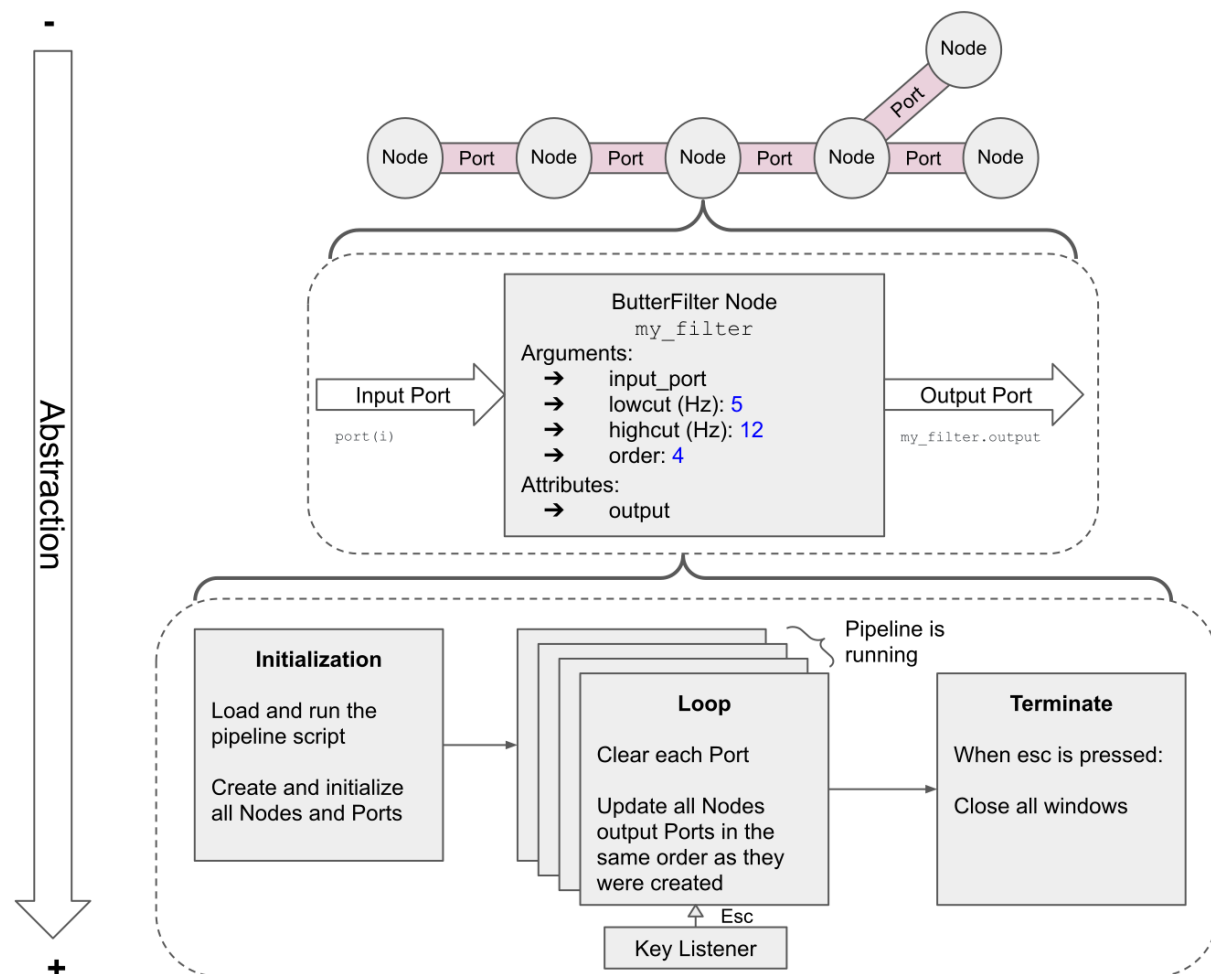 -
Node
Port
Node
Port
Node
Port
Node
Port
Node
Port
Node
Abstraction
ButterFilter Node
my_filter
Arguments:
➔ input_port
➔ lowcut (Hz): 5
➔ highcut (Hz): 12
➔ order: 4
Attributes:
➔ output
Input Port
port(i)
Output Port
my_filter.output
Initialization
Load and run the
pipeline script
Create and initialize
all Nodes and Ports
Pipeline is
running
Loop
Clear each Port
Update all Nodes
output Ports in the
same order as they
were created
Esc
Key Listener
Terminate
When esc is pressed:
Close all windows
+